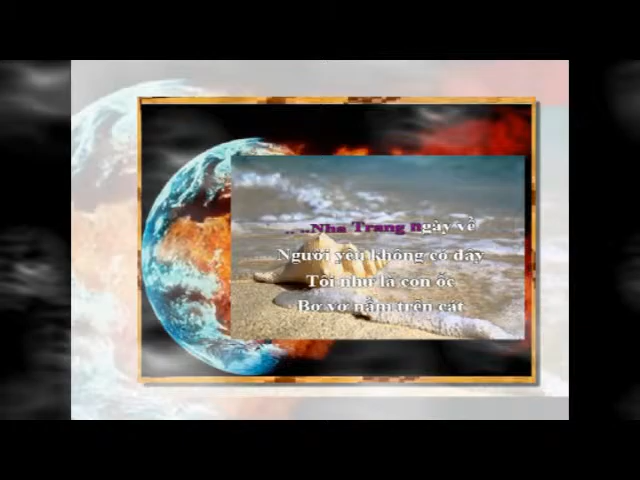 .. ..Nha Trang ngày về
Người yêu không có đây
Tôi như là con ốc
Bơ vơ nằm trên cát